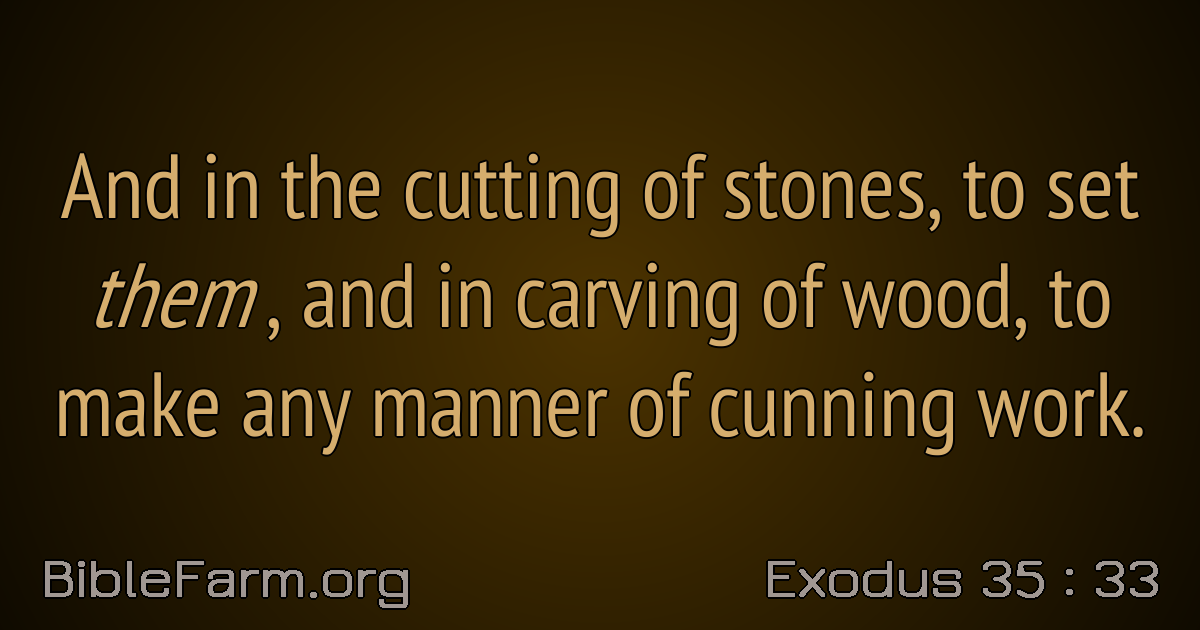 And in the cutting of stones, to set
them , and in carving of wood, to
make any manner of cunning work.
BibleFarm.org
Exodus 35 : 33